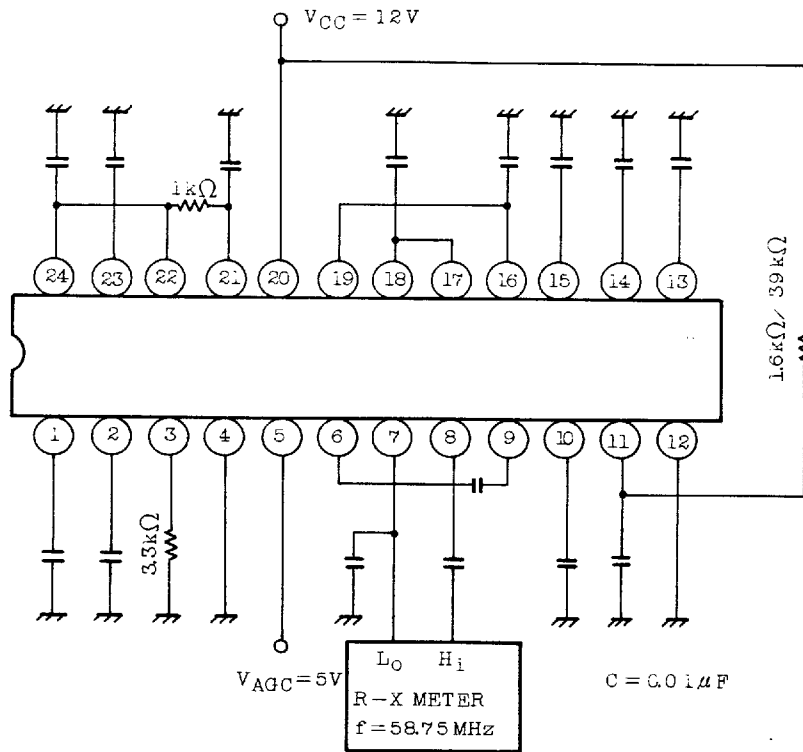 VCC = 12V
1kΩ
24 23 22 21 20 19 18 17 16 15 14 13
1.6kΩ/ 39kΩ
1 2 3 4 5 6 7 8 9 10 11 12
3.3kΩ
VAGC = 5V
LO Hi
R-X METER
f = 58.75MHz
C = 0.01μF